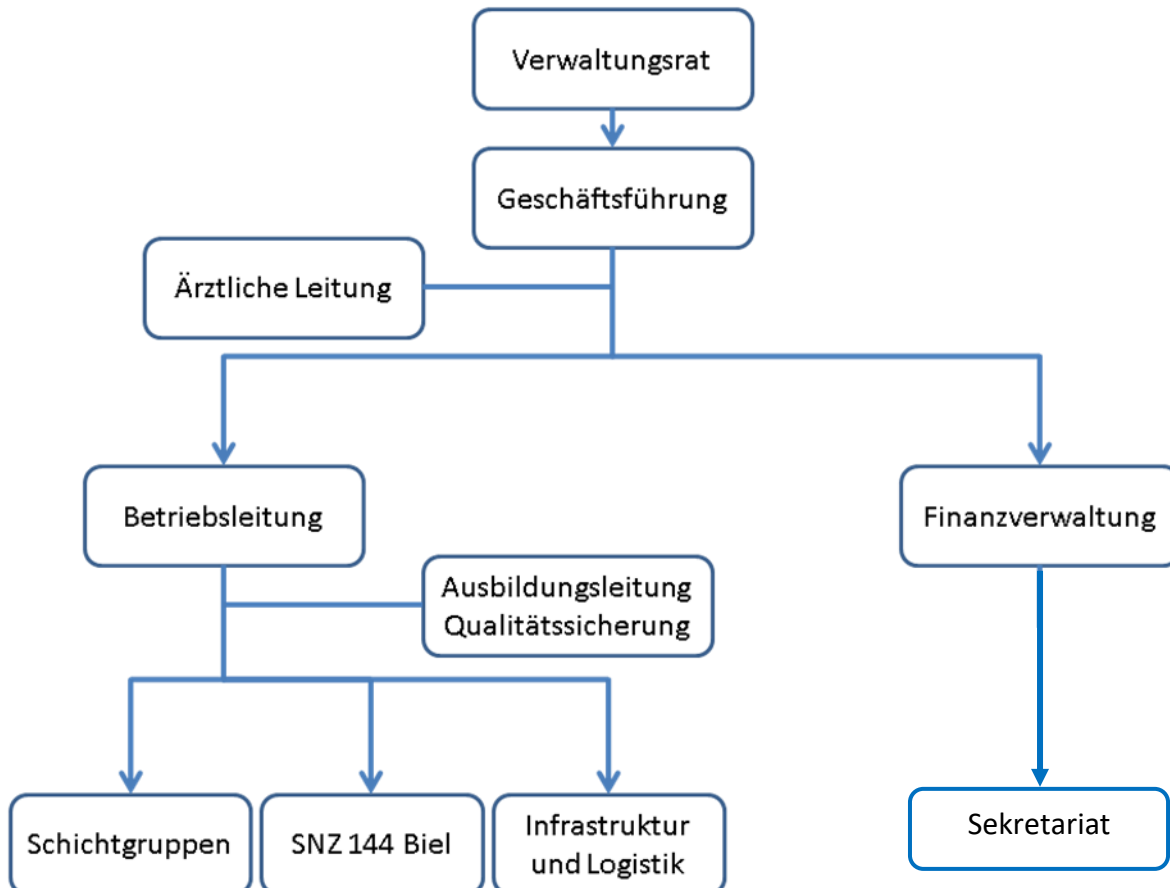 Verwaltungsrat
Geschäftsführung
Ärztliche Leitung
Betriebsleitung
Finanzverwaltung
Ausbildungsleitung
Qualitätssicherung
Schichtgruppen
SNZ 144 Biel
Infrastruktur
und Logistik
Sekretariat